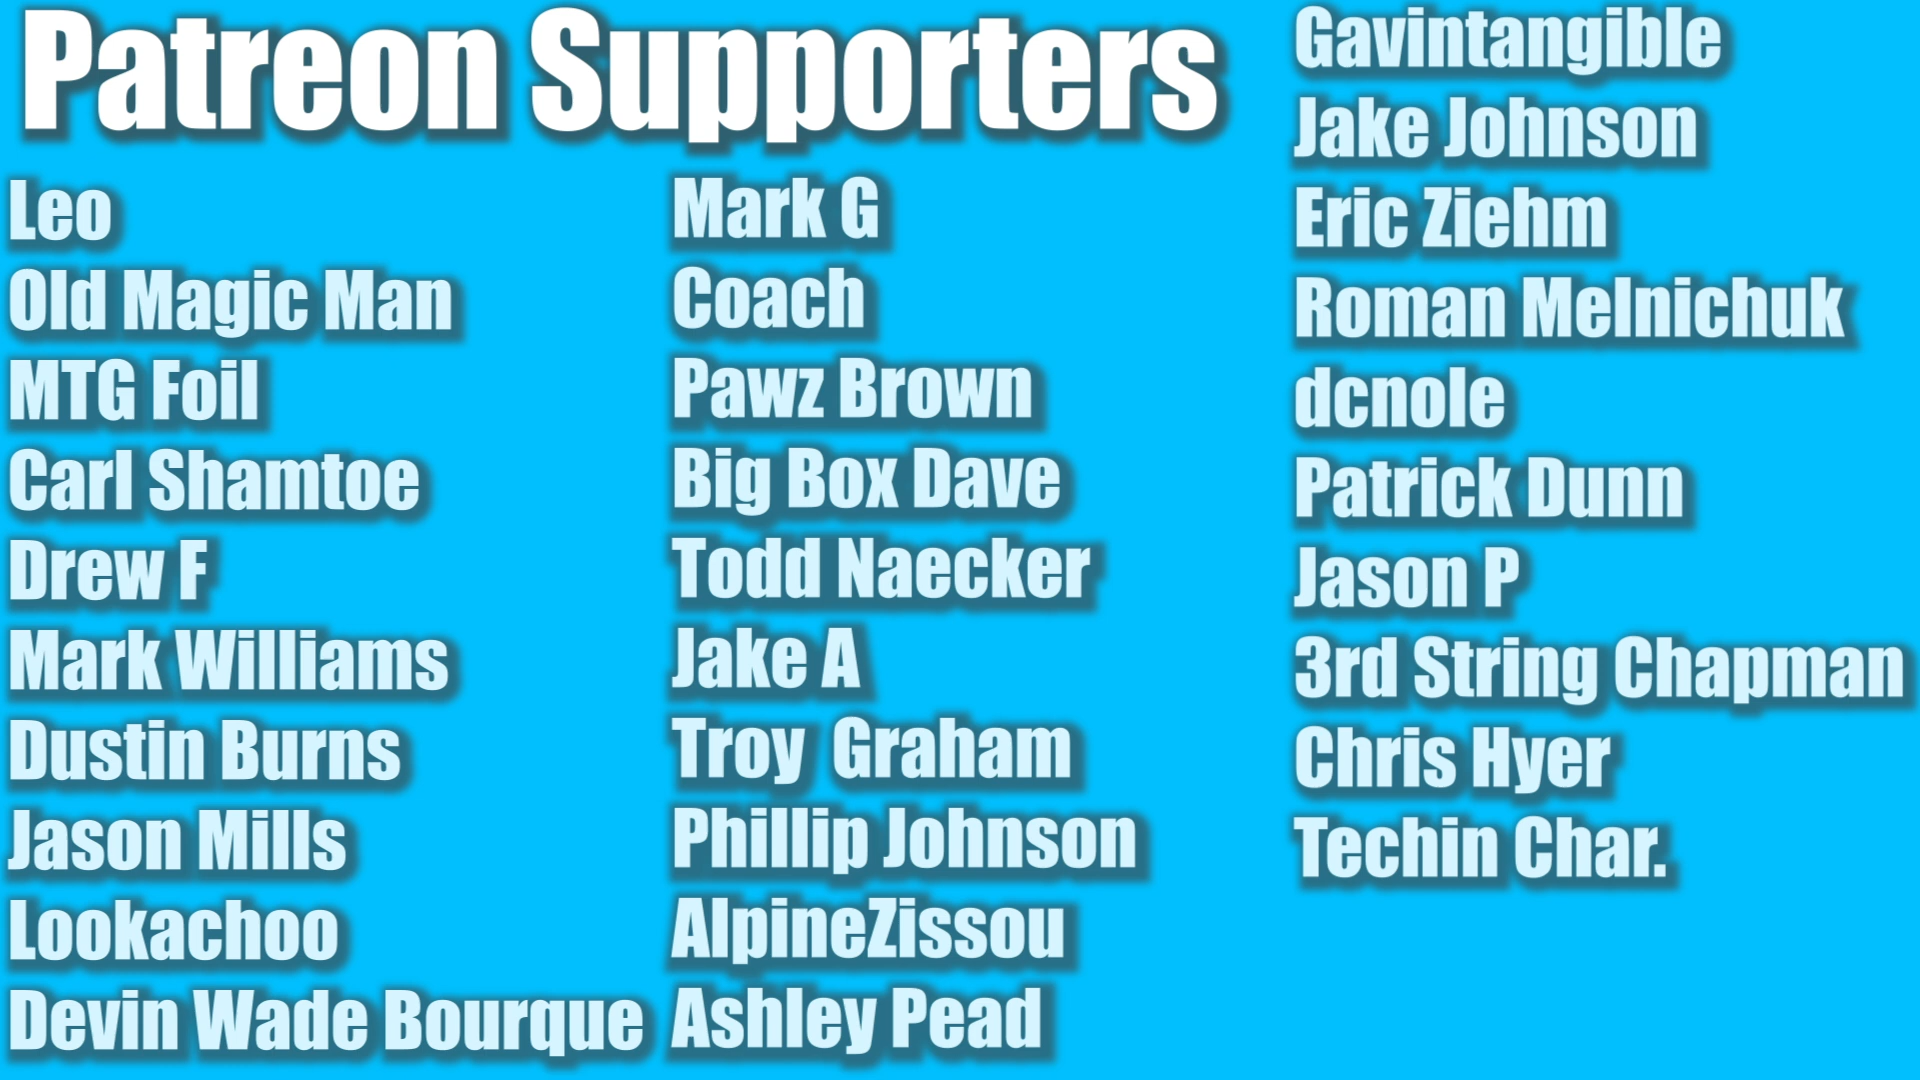 Patreon Supporters
Leo
Old Magic Man
MTG Foil
Carl Shamtoe
Drew F
Mark Williams
Dustin Burns
Jason Mills
Lookachoo
Devin Wade Bourque
Mark G
Coach
Pawz Brown
Big Box Dave
Todd Naecker
Jake A
Troy  Graham
Phillip Johnson
AlpineZissou
Ashley Pead
Gavintangible
Jake Johnson
Eric Ziehm
Roman Melnichuk
dcnole
Patrick Dunn
Jason P
3rd String Chapman
Chris Hyer
Techin Char.